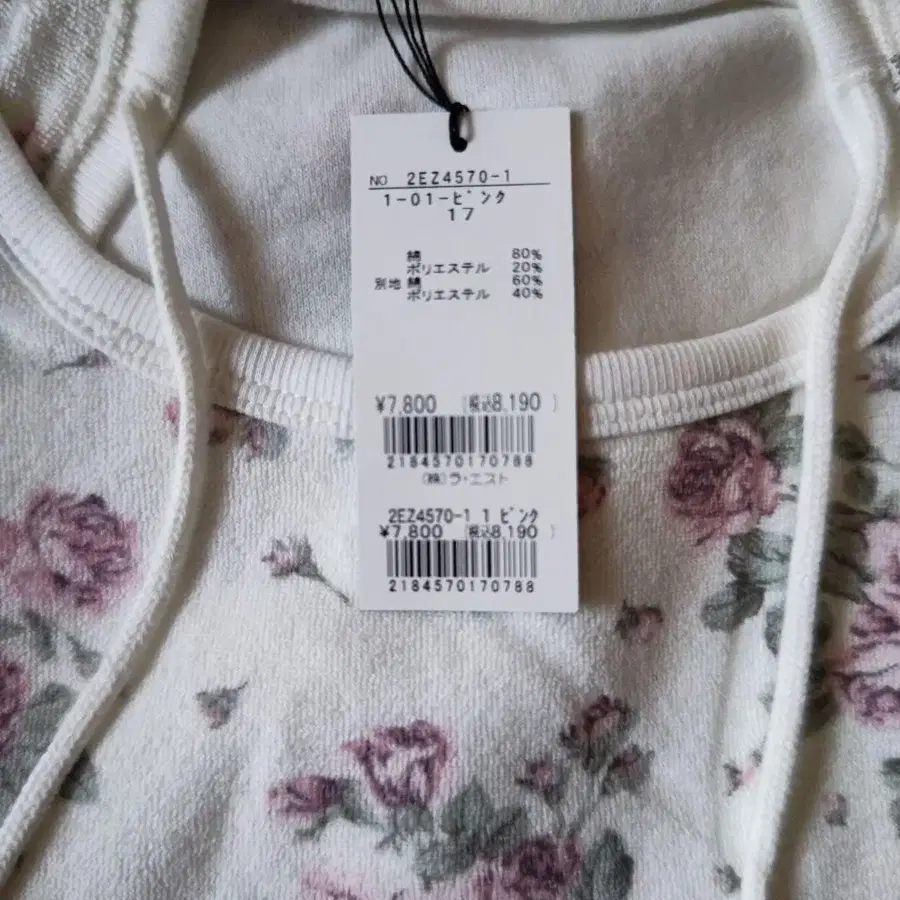 NO 2EZ4570-1
1-01-ピンク
17
綿 80%
ポリエステル 20%
別地 綿 60%
ポリエステル 40%
¥7,800 (税込8,190)
2184570170788
(株)ラ・エスト
2EZ4570-1 1 ピンク
¥7,800 (税込8,190)
2184570170788